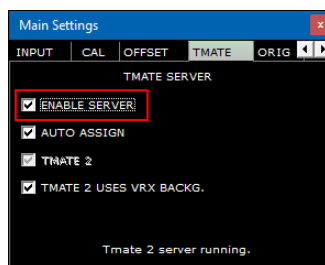 Main Settings x
INPUT CAL OFFSET TMATE ORIG
TMATE SERVER
ENABLE SERVER
AUTO ASSIGN
TMATE 2
TMATE 2 USES VRX BACKG.
Tmate 2 server running.